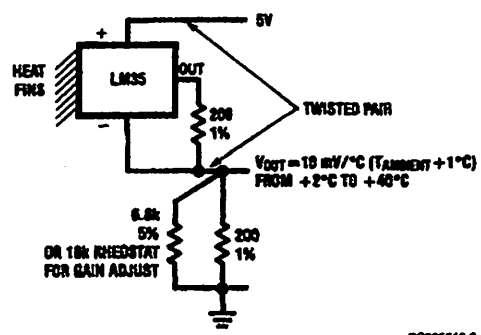 5V
+
HEAT
FINS
LM35
OUT
200
1%
TWISTED PAIR
–
VOUT = 10 mV/°C (TAMBIENT + 1°C)
FROM +2°C TO +40°C
6.8k
5%
OR 10k RHEOSTAT
FOR GAIN ADJUST
200
1%